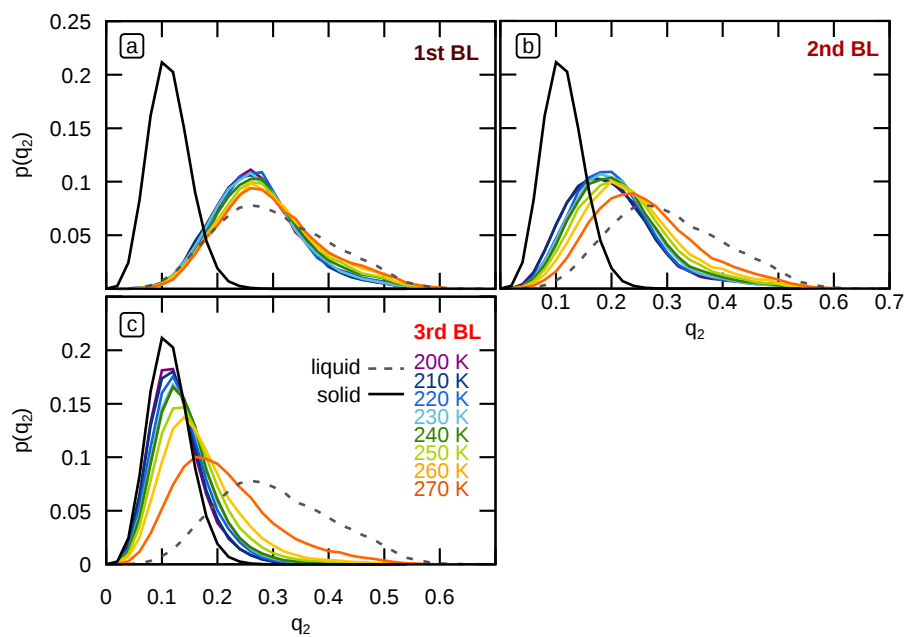 a
1st BL
0.25
0.2
0.15
0.1
0.05
p(q₂)
b
2nd BL
0.1 0.2 0.3 0.4 0.5 0.6 0.7
q₂
c
3rd BL
liquid
solid
200 K
210 K
220 K
230 K
240 K
250 K
260 K
270 K
0.2
0.15
0.1
0.05
0
p(q₂)
0 0.1 0.2 0.3 0.4 0.5 0.6
q₂